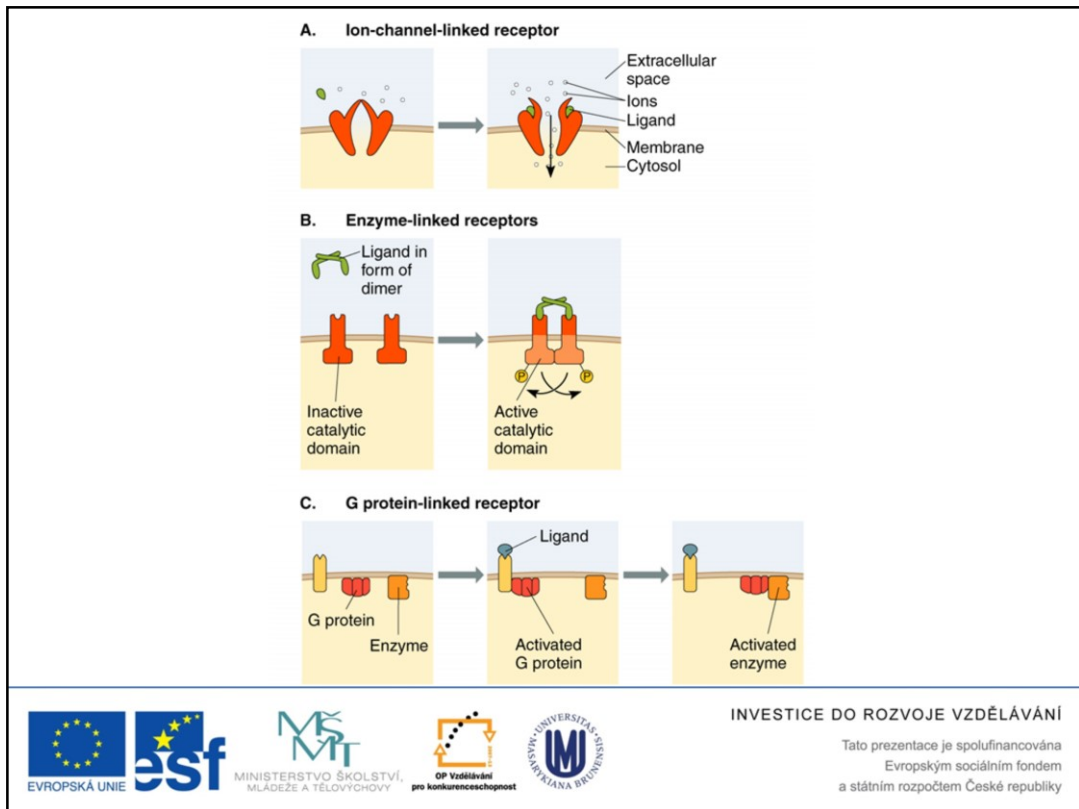 A. Ion-channel-linked receptor
Extracellular
space
Ions
Ligand
Membrane
Cytosol
B. Enzyme-linked receptors
Ligand in
form of
dimer
P
P
Inactive
catalytic
domain
Active
catalytic
domain
C. G protein-linked receptor
Ligand
G protein
Enzyme
Activated
G protein
Activated
enzyme
EVROPSKÁ UNIE
esf
MŠMT
MINISTERSTVO ŠKOLSTVÍ,
MLÁDEŽE A TĚLOVÝCHOVY
OP Vzdělávání
pro konkurenceschopnost
UNIVERSITAS
MASARYKIANA BRUNENSIS
INVESTICE DO ROZVOJE VZDĚLÁVÁNÍ
Tato prezentace je spolufinancována
Evropským sociálním fondem
a státním rozpočtem České republiky